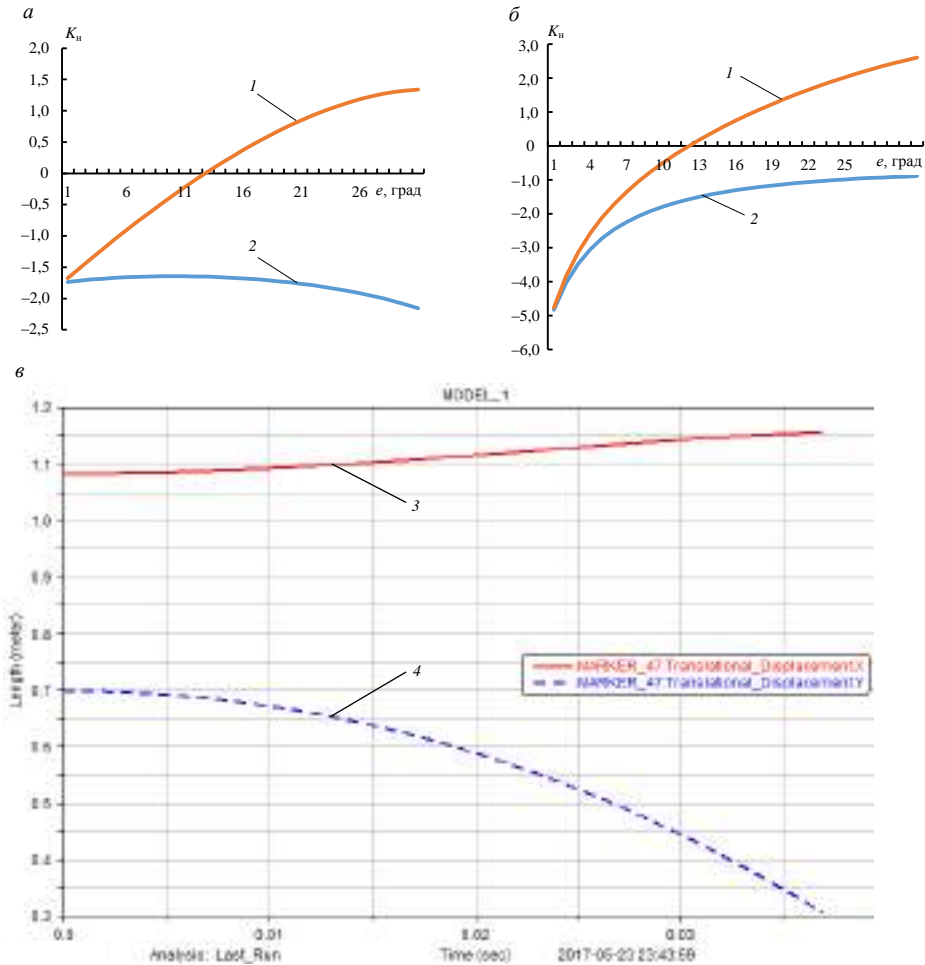 а
Kн
2,0
1,5
1,0
0,5
0
–0,5
–1,0
–1,5
–2,0
–2,5
1 6 11 16 21 26 e, град
1
2
б
Kн
3,0
2,0
1,0
0
–1,0
–2,0
–3,0
–4,0
–5,0
–6,0
1 4 7 10 13 16 19 22 25 e, град
1
2
в
MODEL_1
Length (meter)
1.2
1.1
1.0
0.9
0.8
0.7
0.6
0.5
0.4
0.3
3
4
MARKER_47.Translational_Displacement.X
MARKER_47.Translational_Displacement.Y
0.0 0.01 0.02 0.03
Analysis: Last_Run Time (sec) 2017-05-23 23:43:59